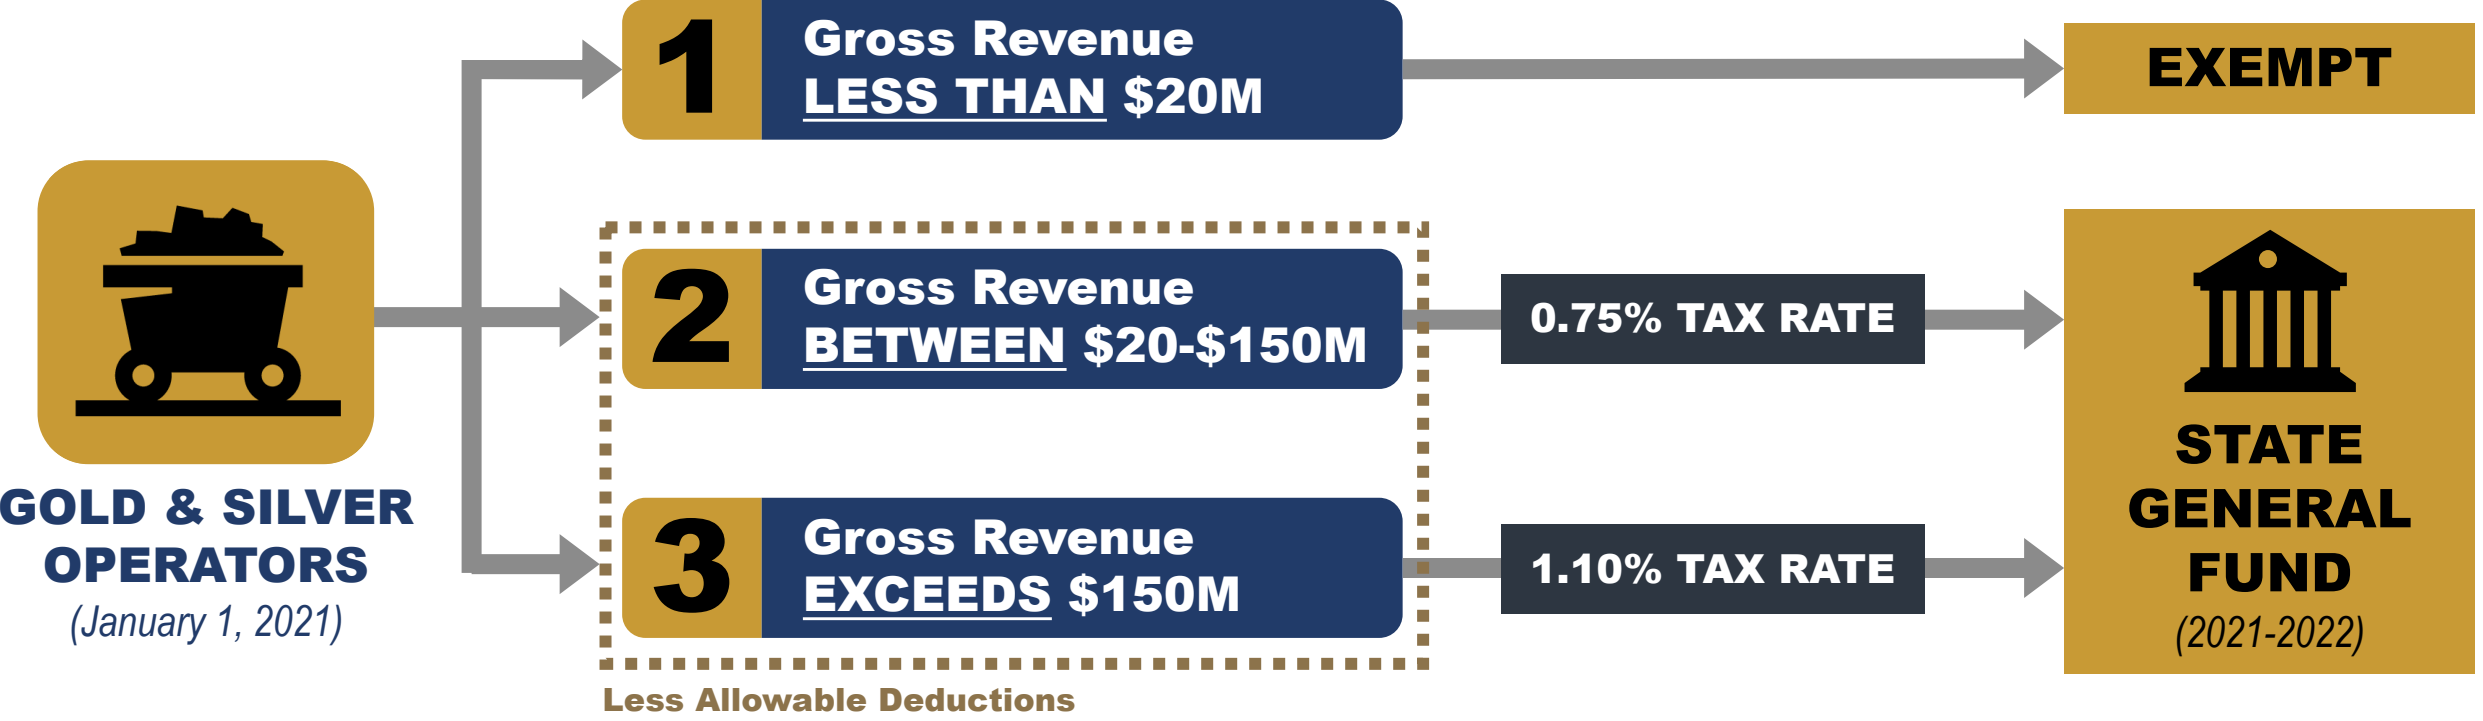 1
Gross Revenue
LESS THAN $20M
EXEMPT
GOLD & SILVER
OPERATORS
(January 1, 2021)
2
Gross Revenue
BETWEEN $20-$150M
0.75% TAX RATE
3
Gross Revenue
EXCEEDS $150M
1.10% TAX RATE
Less Allowable Deductions
STATE
GENERAL
FUND
(2021-2022)